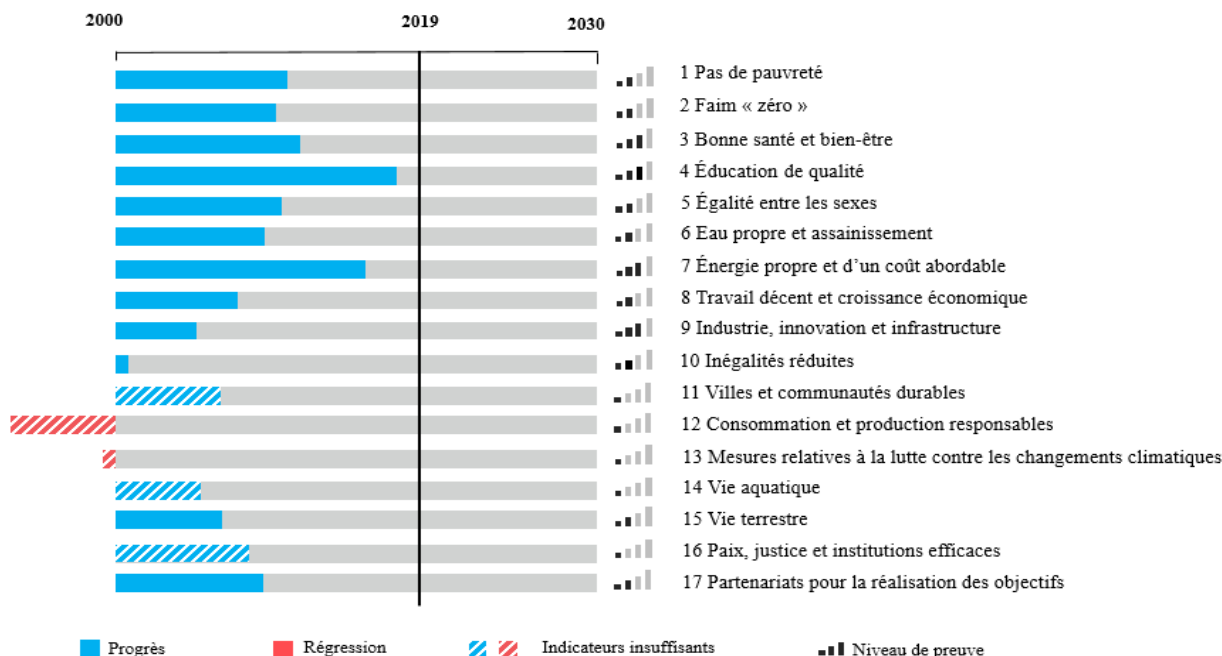 2000 2019 2030
1 Pas de pauvreté
2 Faim « zéro »
3 Bonne santé et bien-être
4 Éducation de qualité
5 Égalité entre les sexes
6 Eau propre et assainissement
7 Énergie propre et d’un coût abordable
8 Travail décent et croissance économique
9 Industrie, innovation et infrastructure
10 Inégalités réduites
11 Villes et communautés durables
12 Consommation et production responsables
13 Mesures relatives à la lutte contre les changements climatiques
14 Vie aquatique
15 Vie terrestre
16 Paix, justice et institutions efficaces
17 Partenariats pour la réalisation des objectifs
Progrès Régression Indicateurs insuffisants Niveau de preuve